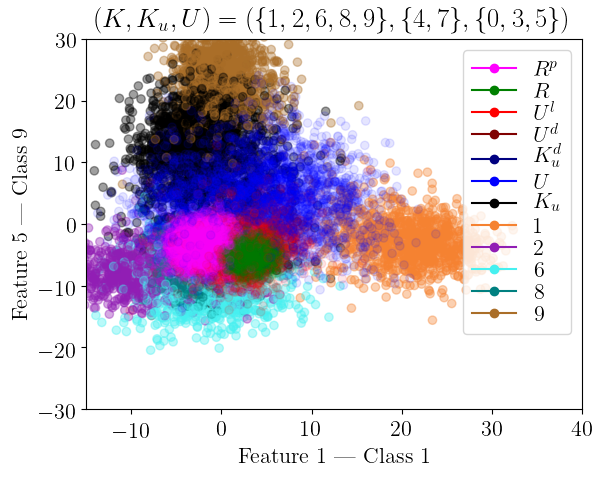 (K, K_u, U) = ({1, 2, 6, 8, 9}, {4, 7}, {0, 3, 5})
Feature 5 — Class 9
30
20
10
0
−10
−20
−30
−10
0
10
20
30
40
Feature 1 — Class 1
R^p
R
U^l
U^d
K_u^d
U
K_u
1
2
6
8
9